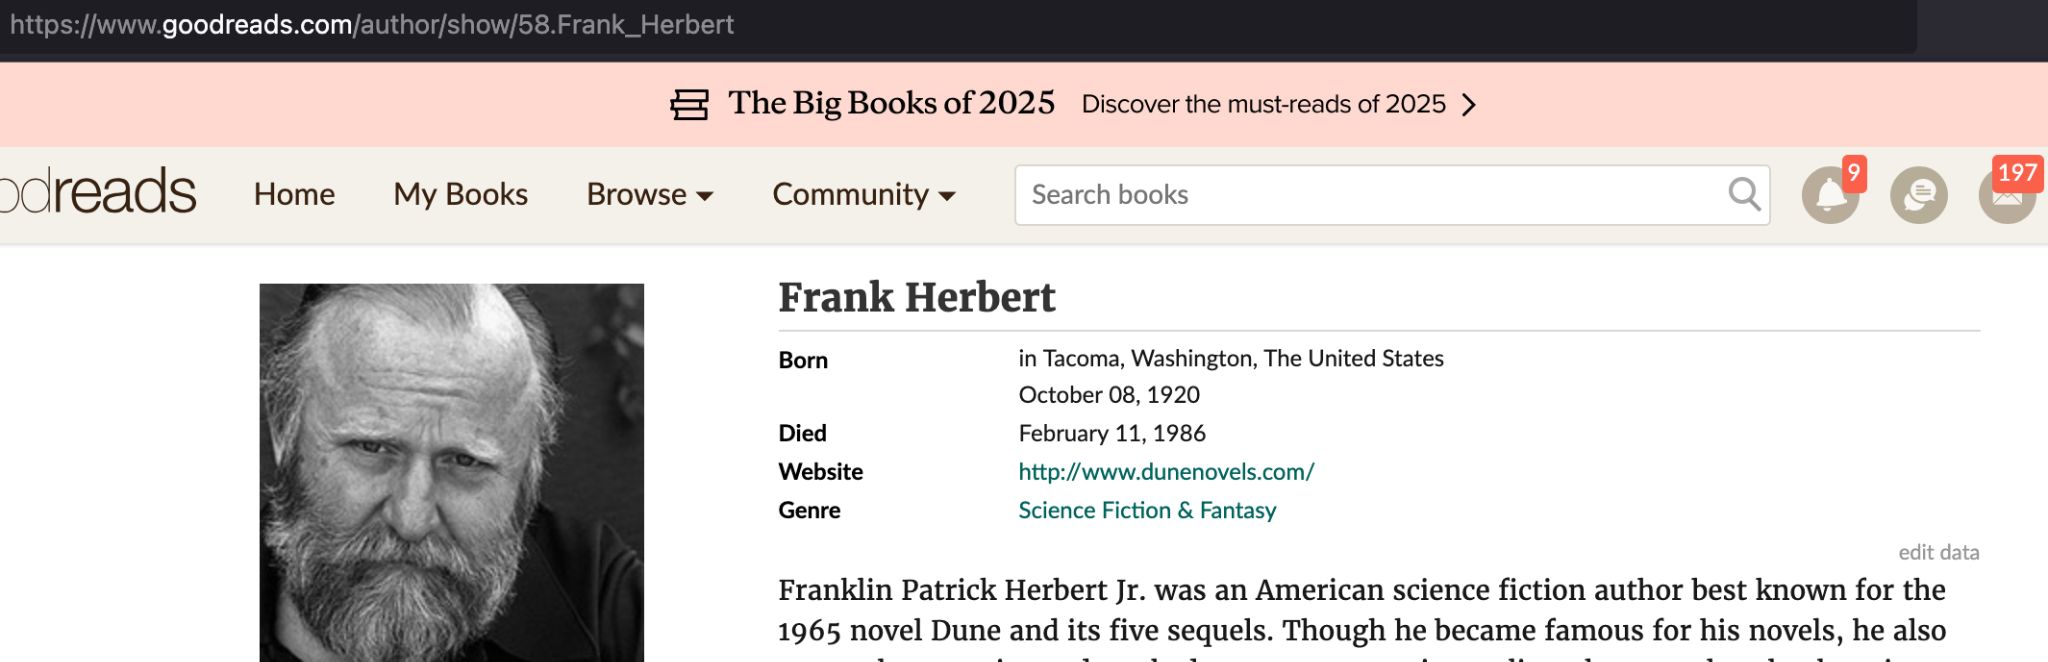 https://www.goodreads.com/author/show/58.Frank_Herbert
The Big Books of 2025 Discover the must-reads of 2025
odreads Home My Books Browse Community Search books 9 197
Frank Herbert
Born in Tacoma, Washington, The United States
October 08, 1920
Died February 11, 1986
Website http://www.dunenovels.com/
Genre Science Fiction & Fantasy
edit data
Franklin Patrick Herbert Jr. was an American science fiction author best known for the
1965 novel Dune and its five sequels. Though he became famous for his novels, he also